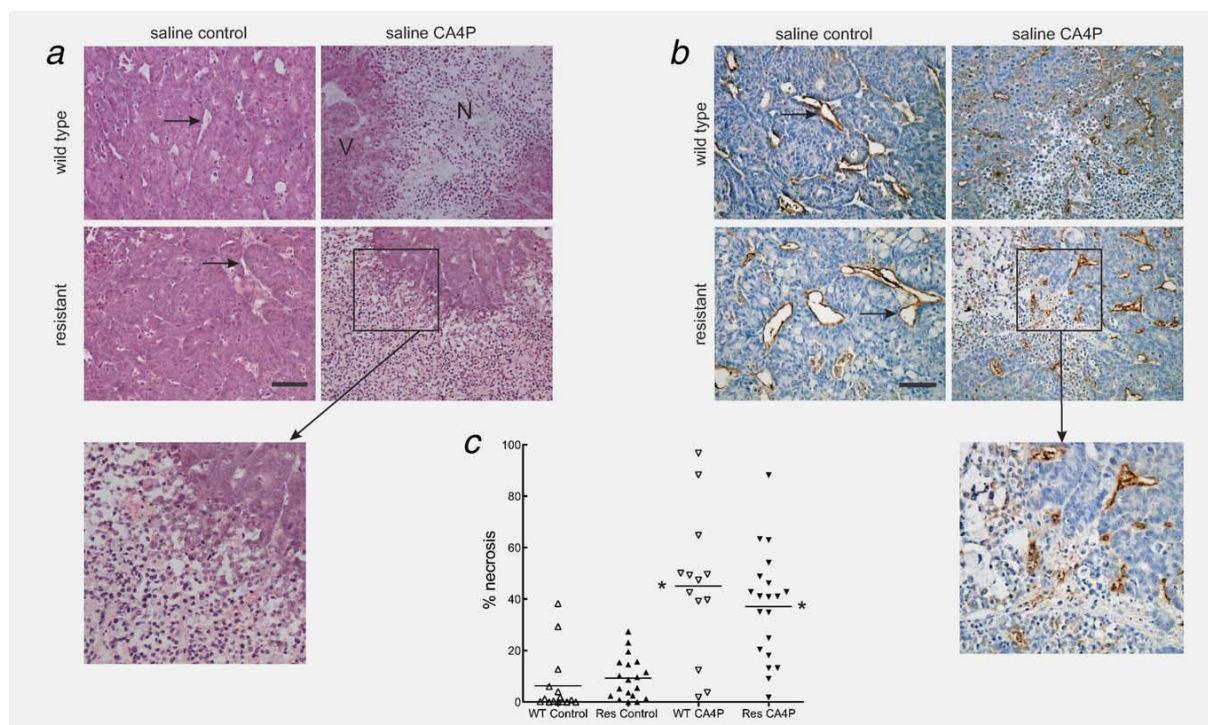 a
saline control
saline CA4P
wild type
N
V
resistant
b
saline control
saline CA4P
wild type
resistant
c
% necrosis
100
80
60
40
20
0
*
*
WT Control
Res Control
WT CA4P
Res CA4P